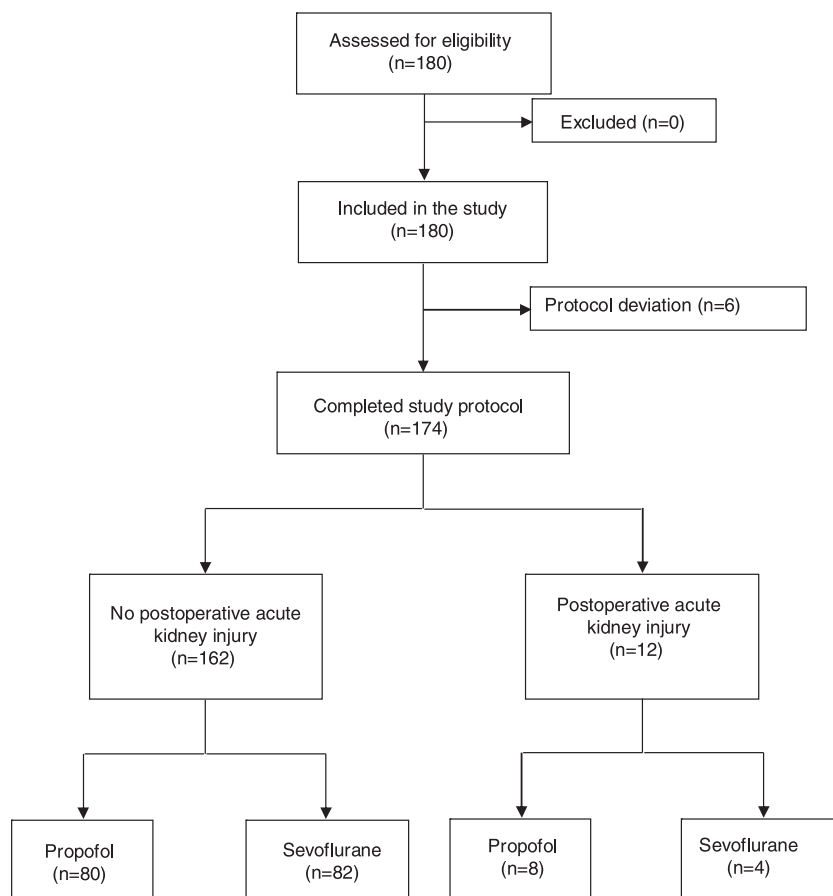 Assessed for eligibility
(n=180)
Excluded (n=0)
Included in the study
(n=180)
Protocol deviation (n=6)
Completed study protocol
(n=174)
No postoperative acute
kidney injury
(n=162)
Postoperative acute
kidney injury
(n=12)
Propofol
(n=80)
Sevoflurane
(n=82)
Propofol
(n=8)
Sevoflurane
(n=4)